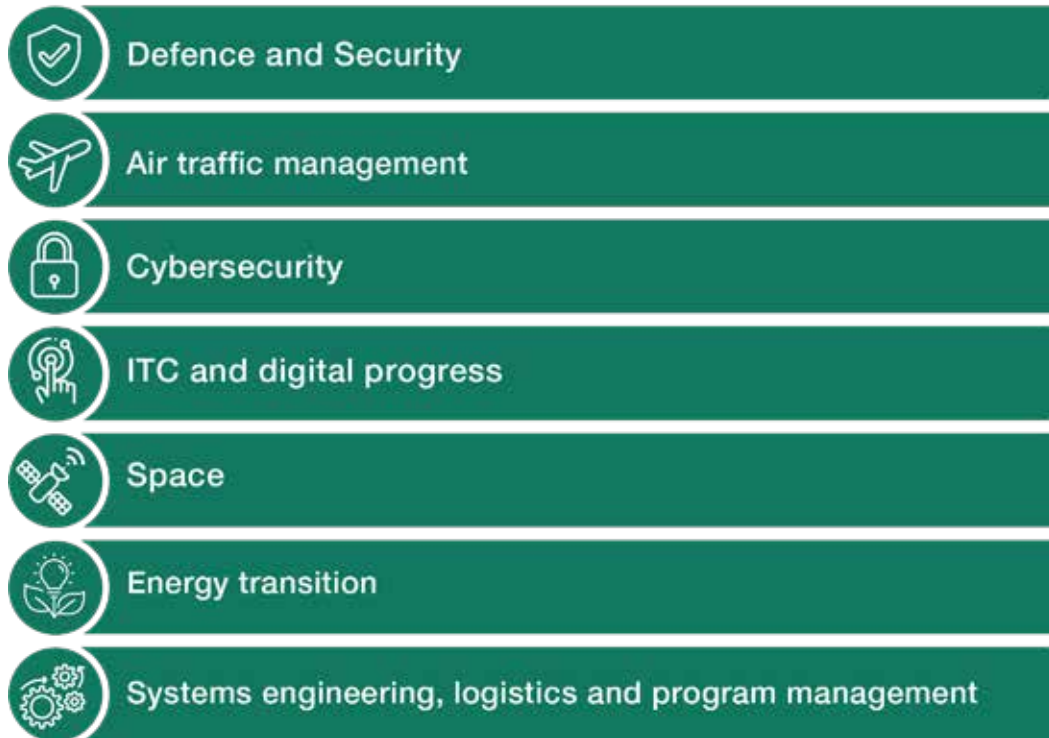 Defence and Security
Air traffic management
Cybersecurity
ITC and digital progress
Space
Energy transition
Systems engineering, logistics and program management